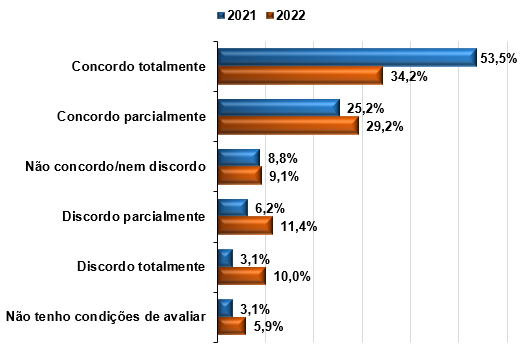 2021 2022
Concordo totalmente 53,5%
34,2%
Concordo parcialmente 25,2%
29,2%
Não concordo/nem discordo 8,8%
9,1%
Discordo parcialmente 6,2%
11,4%
Discordo totalmente 3,1%
10,0%
Não tenho condições de avaliar 3,1%
5,9%